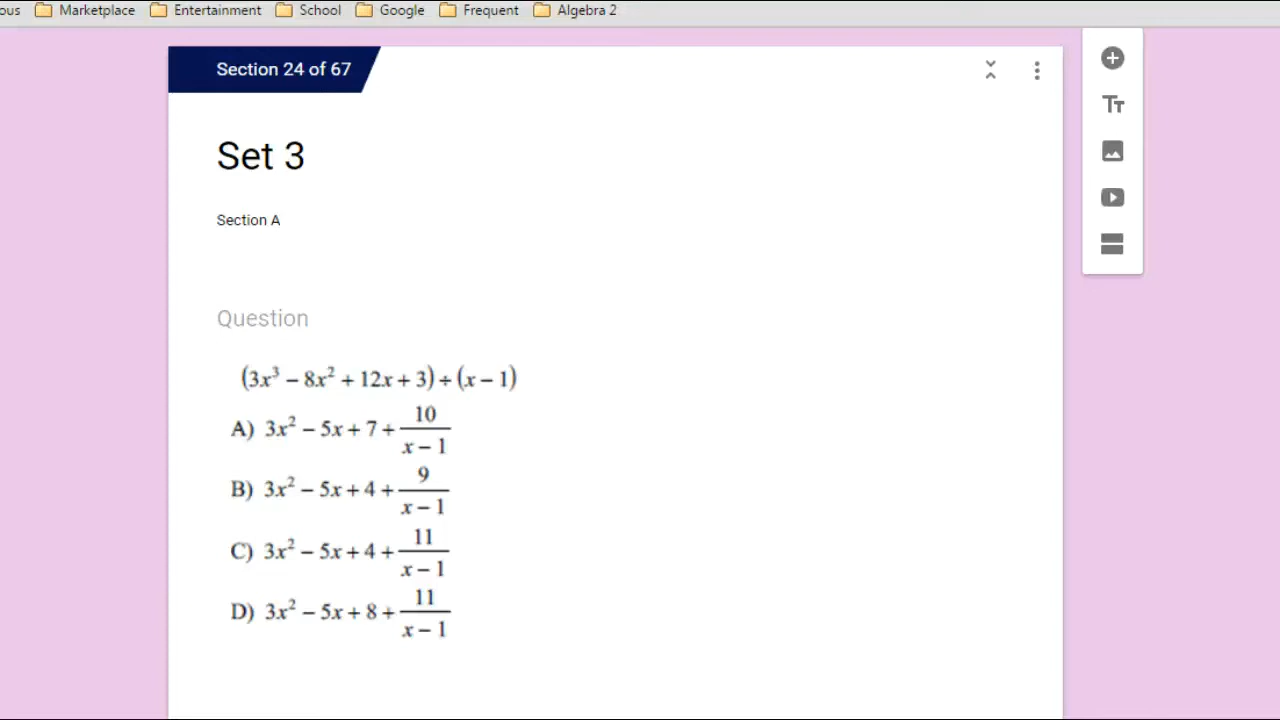 ous Marketplace Entertainment School Google Frequent Algebra 2
Section 24 of 67
Tт
Set 3
Section A
Question
(3x³ − 8x² + 12x + 3) ÷ (x − 1)
A) 3x² − 5x + 7 + 10/(x − 1)
B) 3x² − 5x + 4 + 9/(x − 1)
C) 3x² − 5x + 4 + 11/(x − 1)
D) 3x² − 5x + 8 + 11/(x − 1)